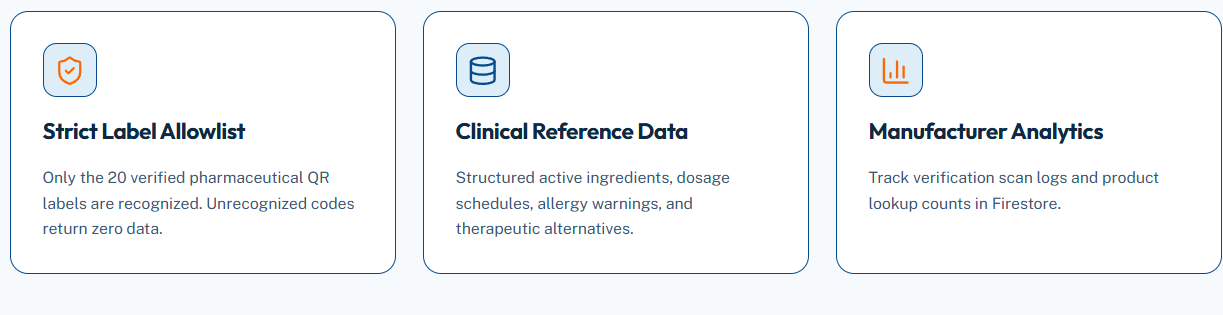 Strict Label Allowlist
Only the 20 verified pharmaceutical QR
labels are recognized. Unrecognized codes
return zero data.
Clinical Reference Data
Structured active ingredients, dosage
schedules, allergy warnings, and
therapeutic alternatives.
Manufacturer Analytics
Track verification scan logs and product
lookup counts in Firestore.